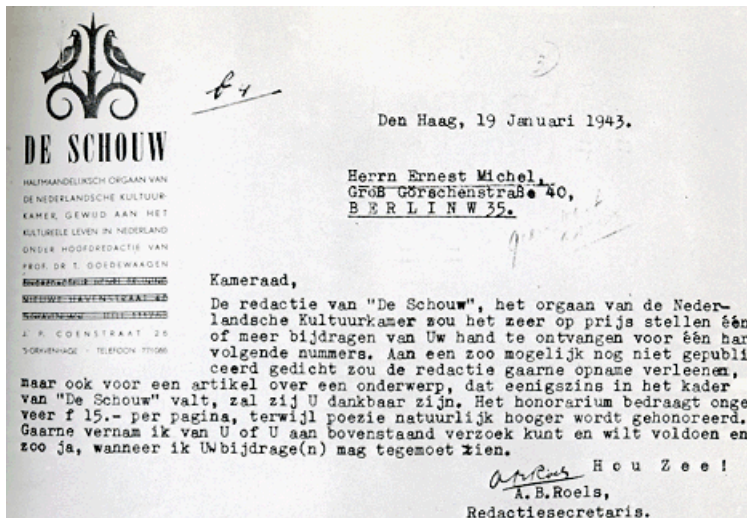 DE SCHOUW
HALFMAANDELIJKSCH ORGAAN VAN
DE NEDERLANDSCHE KULTUUR-
KAMER, GEWIJD AAN HET
KULTUREELE LEVEN IN NEDERLAND
ONDER HOOFDREDACTIE VAN
PROF. DR T. GOEDEWAAGEN
J. P. COENSTRAAT 26
'S-GRAVENHAGE - TELEFOON 771086
Den Haag, 19 Januari 1943.
Herrn Ernest Michel,
Groß Görschenstraße 40,
BERLIN W 35.
Kameraad,
De redactie van "De Schouw", het orgaan van de Neder-
landsche Kultuurkamer zou het zeer op prijs stellen één
of meer bijdragen van Uw hand te ontvangen voor één har
volgende nummers. Aan een zoo mogelijk nog niet gepubli
ceerd gedicht zou de redactie gaarne opname verleenen,
maar ook voor een artikel over een onderwerp, dat eenigszins in het kader
van "De Schouw" valt, zal zij U dankbaar zijn. Het honorarium bedraagt onge
veer f 15.- per pagina, terwijl poezie natuurlijk hooger wordt gehonoreerd.
Gaarne vernam ik van U of U aan bovenstaand verzoek kunt en wilt voldoen en
zoo ja, wanneer ik Uw bijdrage(n) mag tegemoet zien.
Hou Zee!
A.B.Roels
A.B.Roels,
Redactiesecretaris.